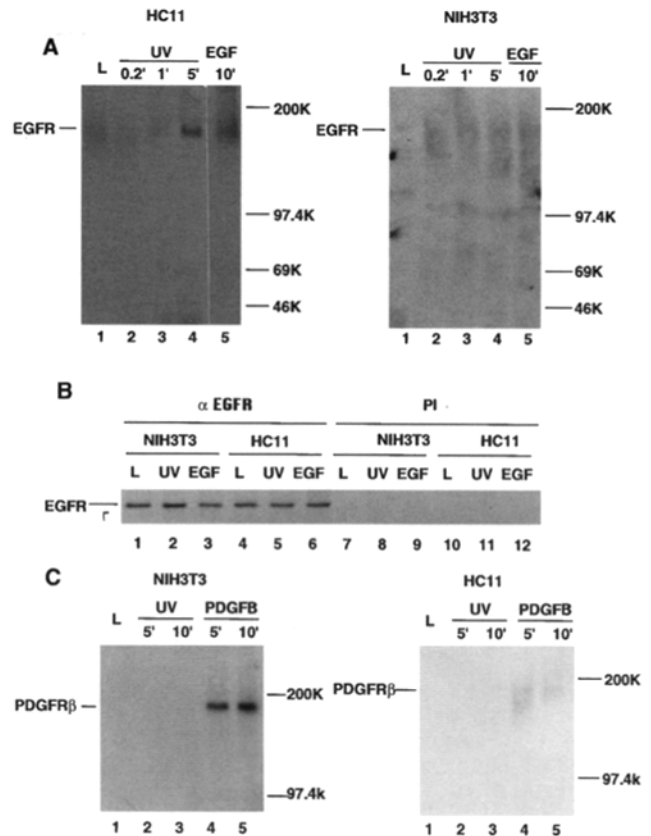 HC11 NIH3T3
A
UV EGF UV EGF
L 0.2' 1' 5' 10' L 0.2' 1' 5' 10'
200K 200K
EGFR EGFR
97.4K 97.4K
69K 69K
46K 46K
1 2 3 4 5 1 2 3 4 5
B
α EGFR PI
NIH3T3 HC11 NIH3T3 HC11
L UV EGF L UV EGF L UV EGF L UV EGF
EGFR
1 2 3 4 5 6 7 8 9 10 11 12
C
NIH3T3 HC11
UV PDGFB UV PDGFB
L 5' 10' 5' 10' L 5' 10' 5' 10'
200K 200K
PDGFRβ PDGFRβ
97.4k 97.4k
1 2 3 4 5 1 2 3 4 5